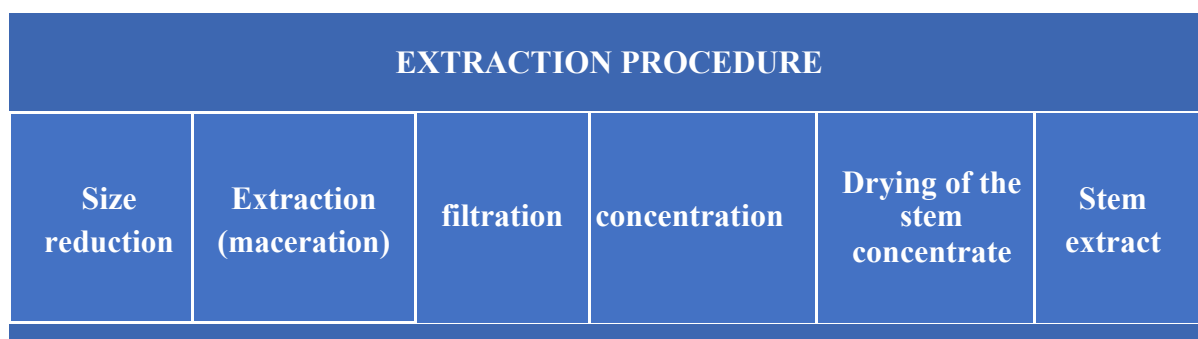 EXTRACTION PROCEDURE
Size
reduction
Extraction
(maceration)
filtration
concentration
Drying of the
stem
concentrate
Stem
extract